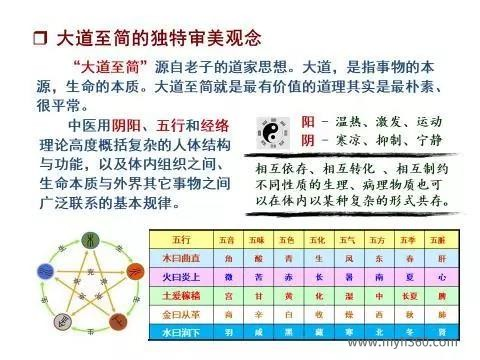 大道至简的独特审美观念
“大道至简”源自老子的道家思想。大道，是指事物的本
源，生命的本质。大道至简就是最有价值的道理其实是最朴素、
很平常。
中医用阴阳、五行和经络
理论高度概括复杂的人体结构
与功能，以及体内组织之间、
生命本质与外界其它事物之间
广泛联系的基本规律。
阳 － 温热、激发、运动
阴 － 寒凉、抑制、宁静
相互依存、相互转化 、相互制约
不同性质的生理、病理物质也可
以在体内以某种复杂的形式共存。
五行 五音 五味 五色 五化 五气 五方 五季 五脏
木曰曲直 角 酸 青 生 风 东 春 肝
火曰炎上 徵 苦 赤 长 暑 南 夏 心
土爰稼穑 宫 甘 黄 化 湿 中 长夏 脾
金曰从革 商 辛 白 收 燥 西 秋 肺
水曰润下 羽 咸 黑 藏 寒 北 冬 肾
生
生
生
生
生
克